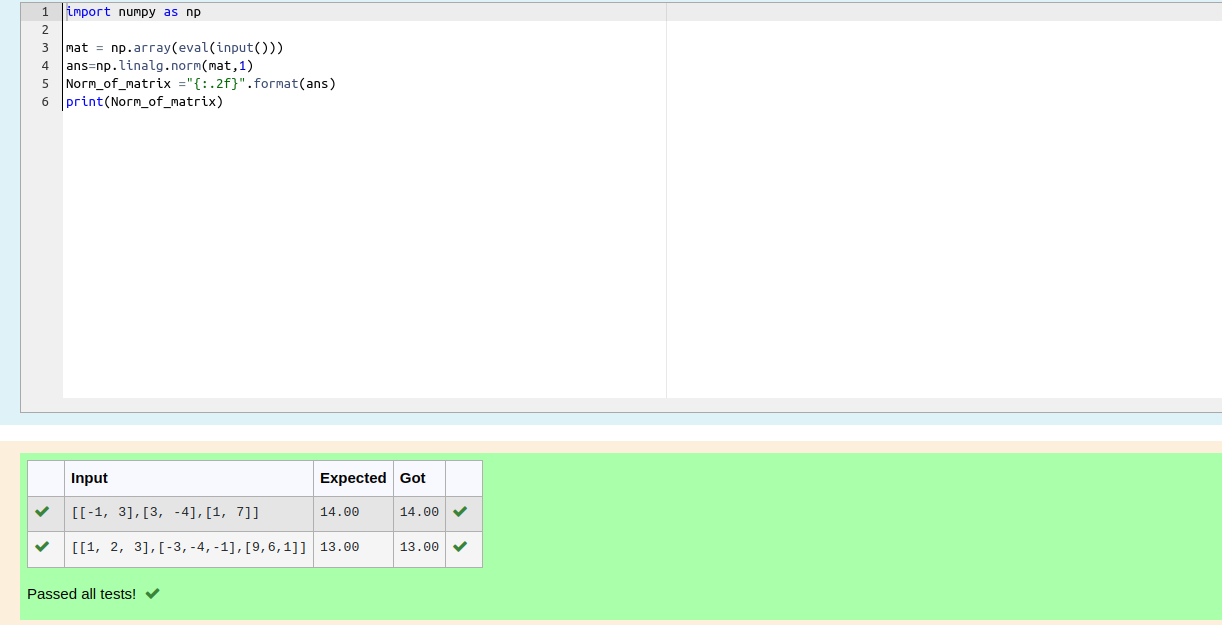 1 import numpy as np
2
3 mat = np.array(eval(input()))
4 ans=np.linalg.norm(mat,1)
5 Norm_of_matrix ="{:.2f}".format(ans)
6 print(Norm_of_matrix)
Input Expected Got
[[-1, 3],[3, -4],[1, 7]] 14.00 14.00
[[1, 2, 3],[-3,-4,-1],[9,6,1]] 13.00 13.00
Passed all tests!